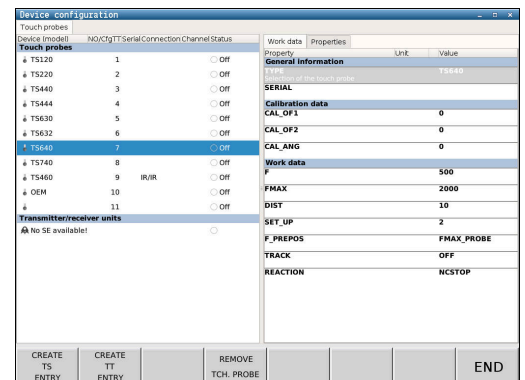 Device configuration
Touch probes
Device (model) NO/CfgTT Serial Connection Channel Status
Touch probes
TS120 1 Off
TS220 2 Off
TS440 3 Off
TS444 4 Off
TS630 5 Off
TS632 6 Off
TS640 7 Off
TS740 8 Off
TS460 9 IR/IR Off
OEM 10 Off
11 Off
Transmitter/receiver units
No SE available!
Work data Properties
Property Unit Value
General information
TYPE TS640
Selection of the touch probe
SERIAL
Calibration data
CAL_OF1 0
CAL_OF2 0
CAL_ANG 0
Work data
F 500
FMAX 2000
DIST 10
SET_UP 2
F_PREPOS FMAX_PROBE
TRACK OFF
REACTION NCSTOP
CREATE TS ENTRY
CREATE TT ENTRY
REMOVE TCH. PROBE
END